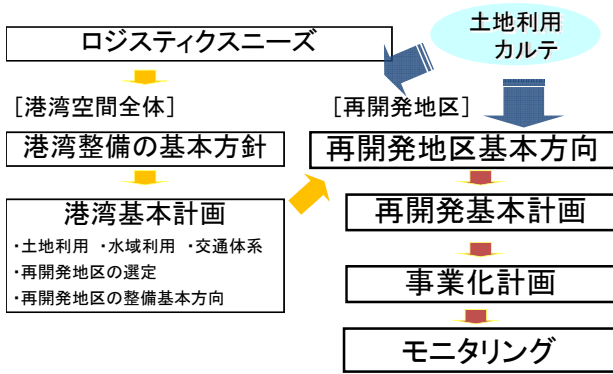 ロジスティクスニーズ
土地利用
カルテ
[港湾空間全体]
港湾整備の基本方針
港湾基本計画
・土地利用 ・水域利用 ・交通体系
・再開発地区の選定
・再開発地区の整備基本方向
[再開発地区]
再開発地区基本方向
再開発基本計画
事業化計画
モニタリング